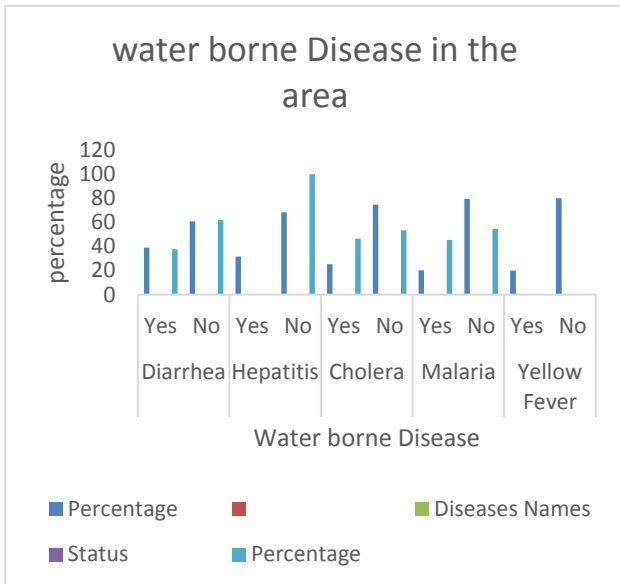 water borne Disease in the
area
percentage
120
100
80
60
40
20
0
Yes No Yes No Yes No Yes No Yes No
Diarrhea Hepatitis Cholera Malaria Yellow
Fever
Water borne Disease
Percentage Diseases Names
Status Percentage